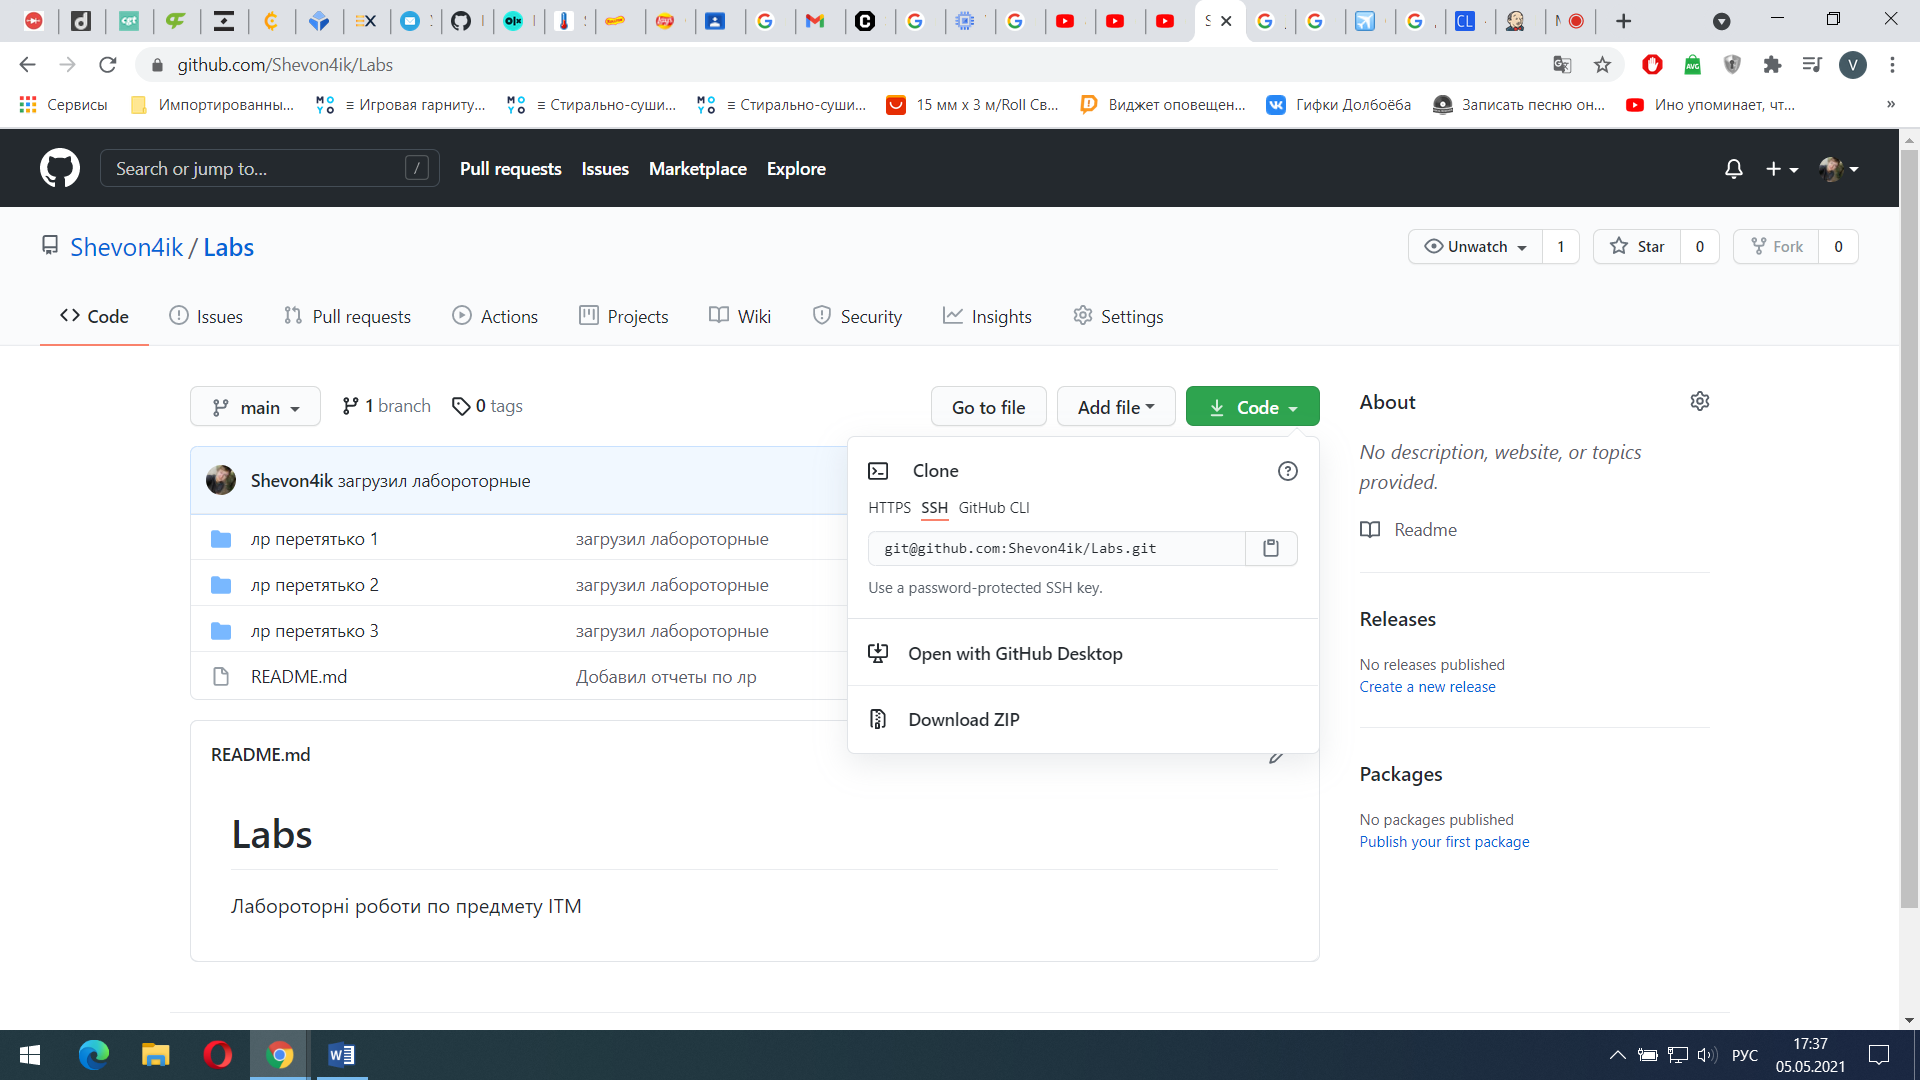 github.com/Shevon4ik/Labs
V
Сервисы
Импортированны...
≡ Игровая гарниту...
≡ Стирально-суши...
≡ Стирально-суши...
15 мм x 3 м/Roll Св...
Виджет оповещен...
Гифки Долбоёба
Записать песню он...
Ино упоминает, чт...
»
Search or jump to...
/
Pull requests
Issues
Marketplace
Explore
Shevon4ik / Labs
Unwatch 1
Star 0
Fork 0
Code
Issues
Pull requests
Actions
Projects
Wiki
Security
Insights
Settings
main
1 branch
0 tags
Go to file
Add file
Code
Shevon4ik загрузил лабороторные
лр перетятько 1 загрузил лабороторные
лр перетятько 2 загрузил лабороторные
лр перетятько 3 загрузил лабороторные
README.md Добавил отчеты по лр
Clone
HTTPS SSH GitHub CLI
git@github.com:Shevon4ik/Labs.git
Use a password-protected SSH key.
Open with GitHub Desktop
Download ZIP
README.md
Labs
Лабороторні роботи по предмету ІТМ
About
No description, website, or topics
provided.
Readme
Releases
No releases published
Create a new release
Packages
No packages published
Publish your first package
РУС
17:37
05.05.2021